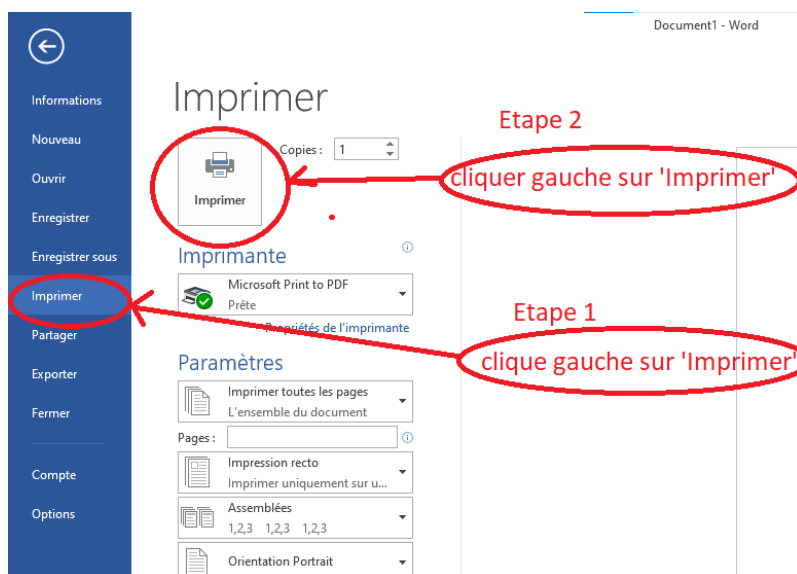 Document1 - Word
Informations
Nouveau
Ouvrir
Enregistrer
Enregistrer sous
Imprimer
Partager
Exporter
Fermer
Compte
Options
Imprimer
Copies : 1
Imprimer
Etape 2
cliquer gauche sur 'Imprimer'
Imprimante
Microsoft Print to PDF
Prête
Propriétés de l'imprimante
Etape 1
clique gauche sur 'Imprimer'
Paramètres
Imprimer toutes les pages
L'ensemble du document
Pages :
Impression recto
Imprimer uniquement sur u...
Assemblées
1,2,3 1,2,3 1,2,3
Orientation Portrait